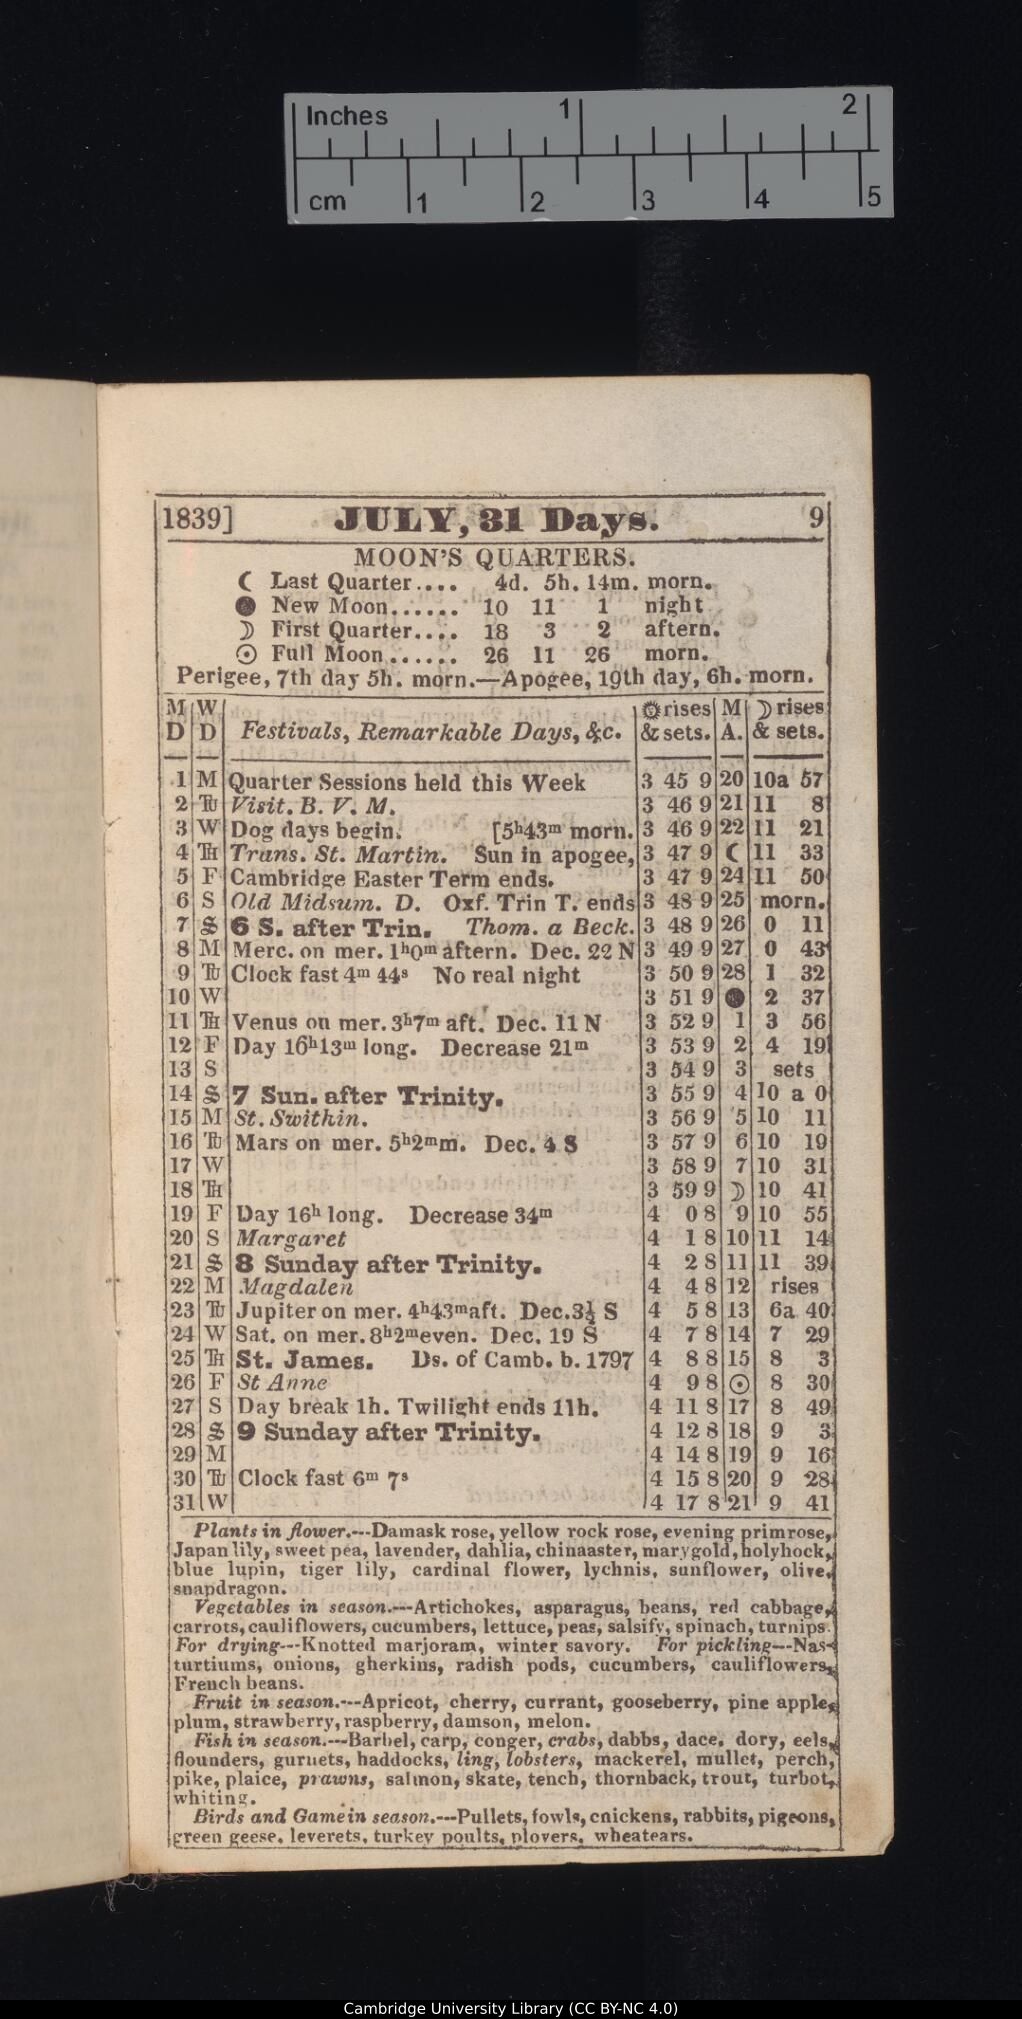 Inches 1 2
cm 1 2 3 4 5
1839] JULY, 31 Days. 9
MOON'S QUARTERS.
☾ Last Quarter.... 4d. 5h. 14m. morn.
● New Moon...... 10 11 1 night
☽ First Quarter.... 18 3 2 aftern.
☉ Full Moon...... 26 11 26 morn.
Perigee, 7th day 5h. morn.—Apogee, 19th day, 6h. morn.
M W ☼rises M ☽rises
D D Festivals, Remarkable Days, &c. & sets. A. & sets.
1 M Quarter Sessions held this Week 3 45 9 20 10a 57
2 TU Visit. B. V. M. 3 46 9 21 11 8
3 W Dog days begin. [5h43m morn. 3 46 9 22 11 21
4 TH Trans. St. Martin. Sun in apogee, 3 47 9 ☾ 11 33
5 F Cambridge Easter Term ends. 3 47 9 24 11 50
6 S Old Midsum. D. Oxf. Trin T. ends 3 48 9 25 morn.
7 S 6 S. after Trin. Thom. a Beck. 3 48 9 26 0 11
8 M Merc. on mer. 1h0m aftern. Dec. 22 N 3 49 9 27 0 43
9 TU Clock fast 4m 44s No real night 3 50 9 28 1 32
10 W 3 51 9 ● 2 37
11 TH Venus on mer. 3h7m aft. Dec. 11 N 3 52 9 1 3 56
12 F Day 16h13m long. Decrease 21m 3 53 9 2 4 19
13 S 3 54 9 3 sets
14 S 7 Sun. after Trinity. 3 55 9 4 10 a 0
15 M St. Swithin. 3 56 9 5 10 11
16 TU Mars on mer. 5h2mm. Dec. 4 S 3 57 9 6 10 19
17 W 3 58 9 7 10 31
18 TH 3 59 9 ☽ 10 41
19 F Day 16h long. Decrease 34m 4 0 8 9 10 55
20 S Margaret 4 1 8 10 11 14
21 S 8 Sunday after Trinity. 4 2 8 11 11 39
22 M Magdalen 4 4 8 12 rises
23 TU Jupiter on mer. 4h43maft. Dec.3½ S 4 5 8 13 6a 40
24 W Sat. on mer. 8h2meven. Dec. 19 S 4 7 8 14 7 29
25 TH St. James. Ds. of Camb. b. 1797 4 8 8 15 8 3
26 F St Anne 4 9 8 ☉ 8 30
27 S Day break 1h. Twilight ends 11h. 4 11 8 17 8 49
28 S 9 Sunday after Trinity. 4 12 8 18 9 3
29 M 4 14 8 19 9 16
30 TU Clock fast 6m 7s 4 15 8 20 9 28
31 W 4 17 8 21 9 41
Plants in flower.---Damask rose, yellow rock rose, evening primrose,
Japan lily, sweet pea, lavender, dahlia, chinaaster, marygold, holyhock,
blue lupin, tiger lily, cardinal flower, lychnis, sunflower, olive,
snapdragon.
Vegetables in season.---Artichokes, asparagus, beans, red cabbage,
carrots, cauliflowers, cucumbers, lettuce, peas, salsify, spinach, turnips.
For drying---Knotted marjoram, winter savory. For pickling---Nas-
turtiums, onions, gherkins, radish pods, cucumbers, cauliflowers,
French beans.
Fruit in season.---Apricot, cherry, currant, gooseberry, pine apple,
plum, strawberry, raspberry, damson, melon.
Fish in season.---Barbel, carp, conger, crabs, dabbs, dace, dory, eels,
flounders, gurnets, haddocks, ling, lobsters, mackerel, mullet, perch,
pike, plaice, prawns, salmon, skate, tench, thornback, trout, turbot,
whiting.
Birds and Game in season.---Pullets, fowls, cnickens, rabbits, pigeons,
green geese, leverets, turkey poults, plovers, wheatears.
Cambridge University Library (CC BY-NC 4.0)